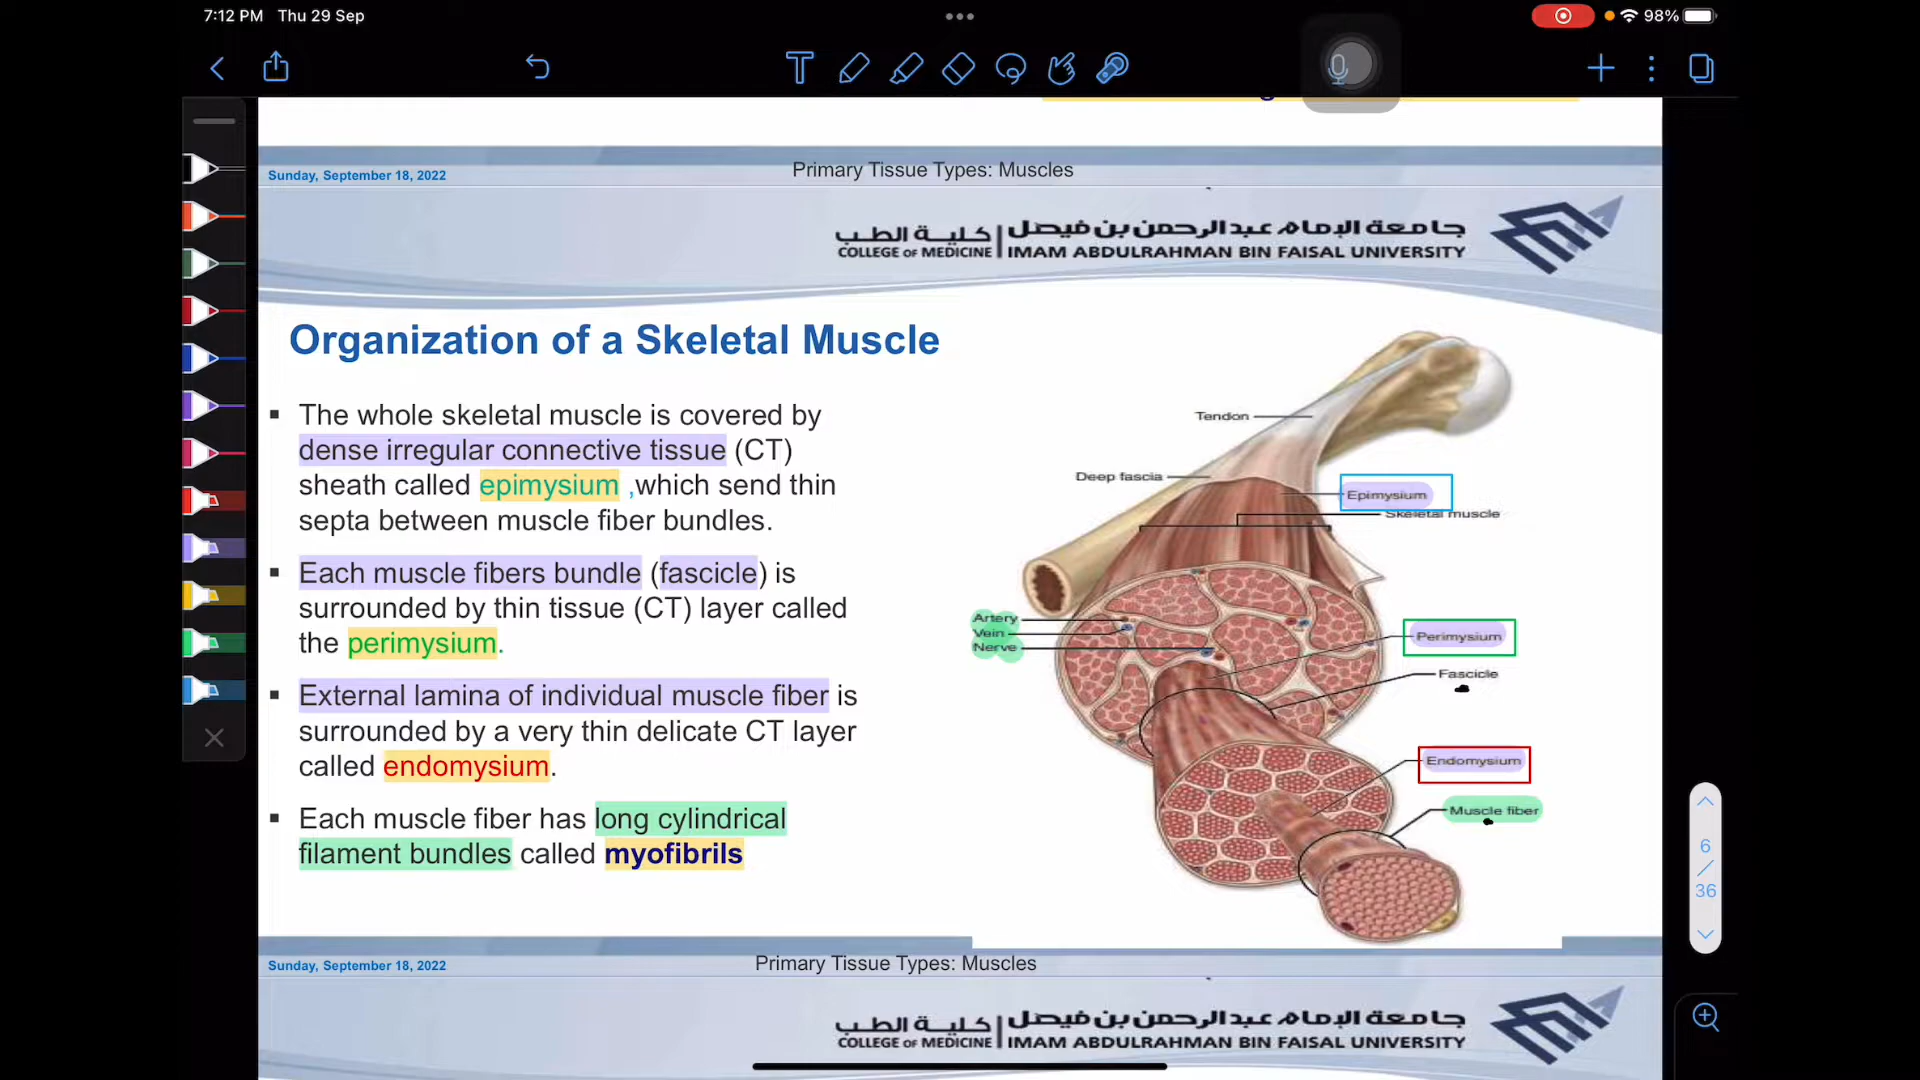 7:12 PM Thu 29 Sep
98%
Sunday, September 18, 2022
Primary Tissue Types: Muscles
كلية الطب | جامعة الإمام عبد الرحمن بن فيصل
COLLEGE OF MEDICINE | IMAM ABDULRAHMAN BIN FAISAL UNIVERSITY
Organization of a Skeletal Muscle
▪ The whole skeletal muscle is covered by
dense irregular connective tissue (CT)
sheath called epimysium ,which send thin
septa between muscle fiber bundles.
▪ Each muscle fibers bundle (fascicle) is
surrounded by thin tissue (CT) layer called
the perimysium.
▪ External lamina of individual muscle fiber is
surrounded by a very thin delicate CT layer
called endomysium.
▪ Each muscle fiber has long cylindrical
filament bundles called myofibrils
Tendon
Deep fascia
Epimysium
Skeletal muscle
Artery
Vein
Nerve
Perimysium
Fascicle
Endomysium
Muscle fiber
6
36
Sunday, September 18, 2022
Primary Tissue Types: Muscles
كلية الطب | جامعة الإمام عبد الرحمن بن فيصل
COLLEGE OF MEDICINE | IMAM ABDULRAHMAN BIN FAISAL UNIVERSITY